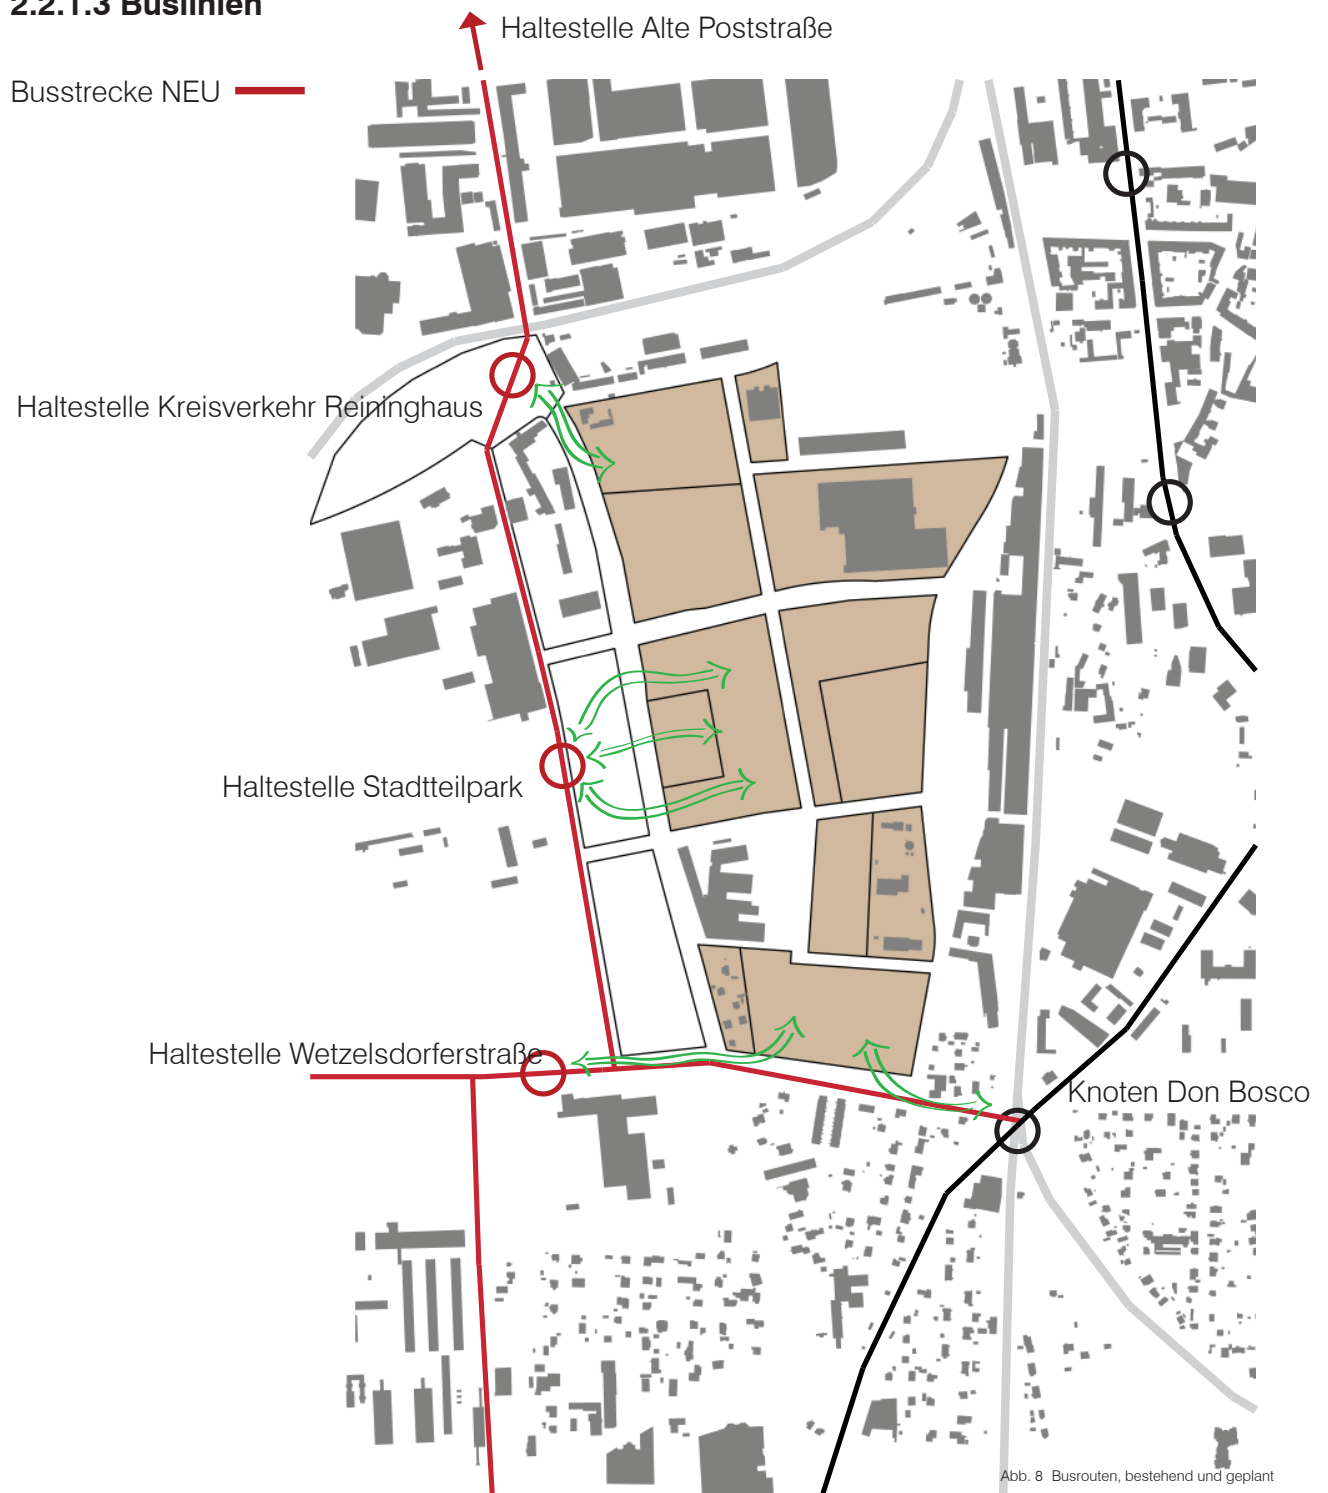 2.2.1.3 Buslinien
Haltestelle Alte Poststraße
Busstrecke NEU
Haltestelle Kreisverkehr Reininghaus
Haltestelle Stadtteilpark
Haltestelle Wetzelsdorferstraße
Knoten Don Bosco
Abb. 8 Busrouten, bestehend und geplant